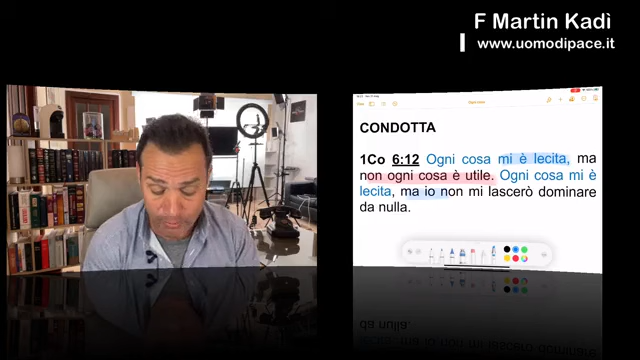 F Martin Kadì
www.uomodipace.it
CONDOTTA
1Co 6:12 Ogni cosa mi è lecita, ma
non ogni cosa è utile. Ogni cosa mi è
lecita, ma io non mi lascerò dominare
da nulla.